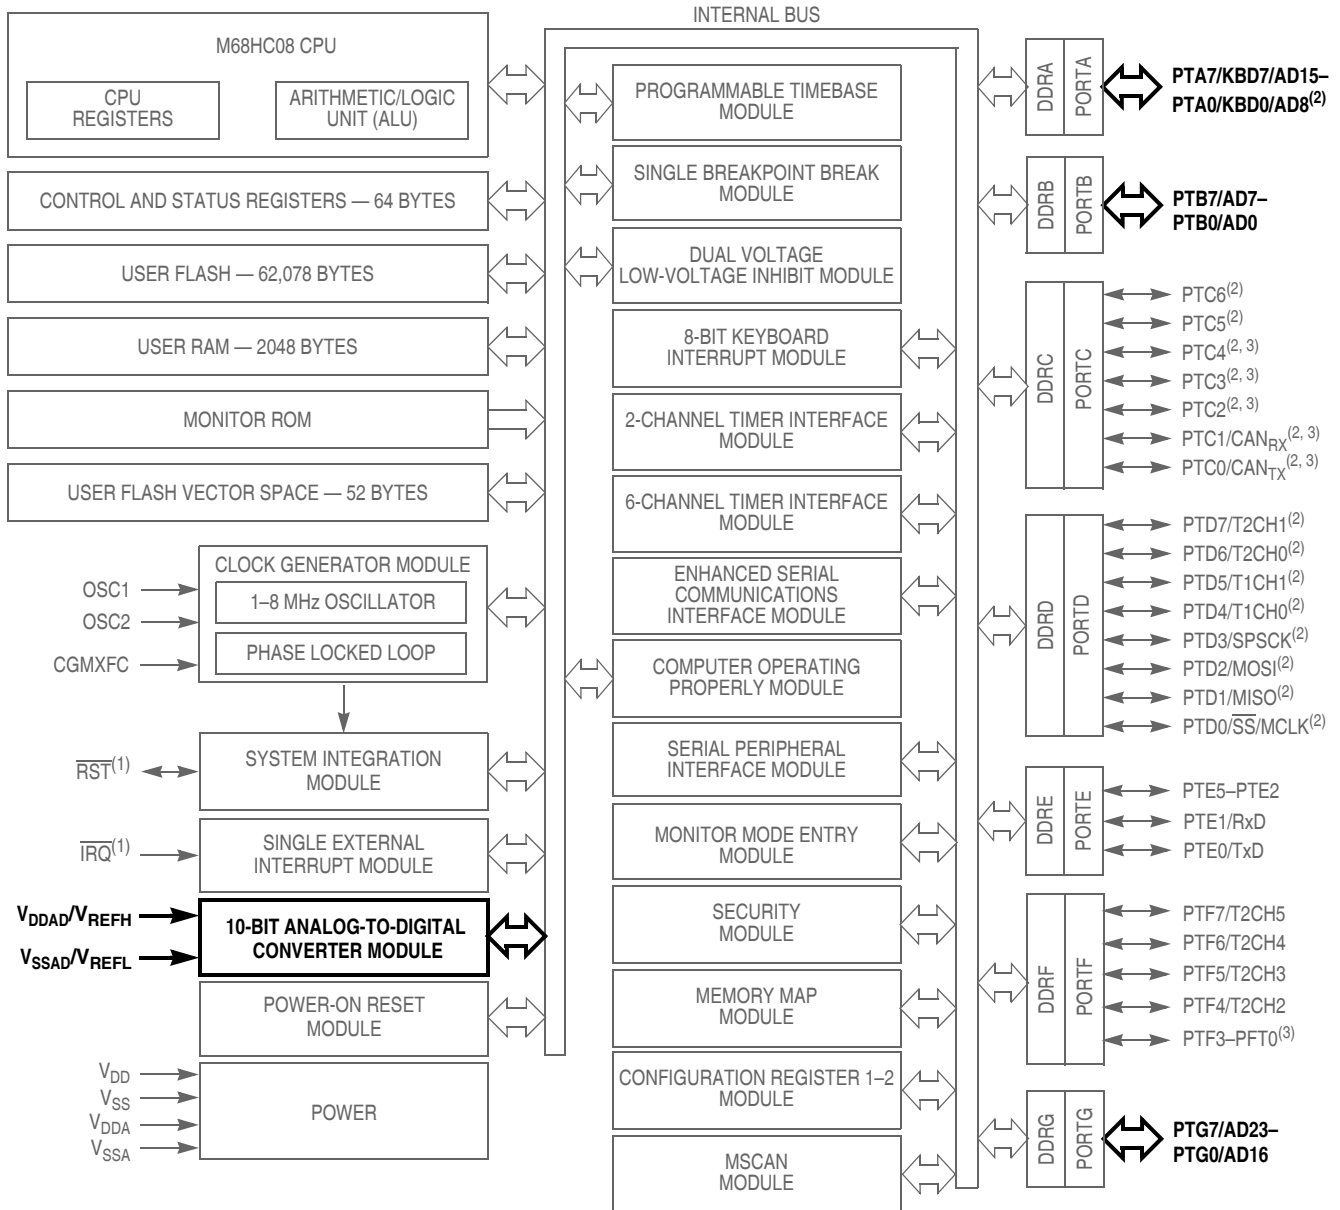 INTERNAL BUS
M68HC08 CPU
CPU
REGISTERS
ARITHMETIC/LOGIC
UNIT (ALU)
CONTROL AND STATUS REGISTERS — 64 BYTES
USER FLASH — 62,078 BYTES
USER RAM — 2048 BYTES
MONITOR ROM
USER FLASH VECTOR SPACE — 52 BYTES
CLOCK GENERATOR MODULE
1–8 MHz OSCILLATOR
PHASE LOCKED LOOP
OSC1
OSC2
CGMXFC
SYSTEM INTEGRATION
MODULE
RST(1)
SINGLE EXTERNAL
INTERRUPT MODULE
IRQ(1)
10-BIT ANALOG-TO-DIGITAL
CONVERTER MODULE
VDDAD/VREFH
VSSAD/VREFL
POWER-ON RESET
MODULE
POWER
VDD
VSS
VDDA
VSSA
PROGRAMMABLE TIMEBASE
MODULE
SINGLE BREAKPOINT BREAK
MODULE
DUAL VOLTAGE
LOW-VOLTAGE INHIBIT MODULE
8-BIT KEYBOARD
INTERRUPT MODULE
2-CHANNEL TIMER INTERFACE
MODULE
6-CHANNEL TIMER INTERFACE
MODULE
ENHANCED SERIAL
COMMUNICATIONS
INTERFACE MODULE
COMPUTER OPERATING
PROPERLY MODULE
SERIAL PERIPHERAL
INTERFACE MODULE
MONITOR MODE ENTRY
MODULE
SECURITY
MODULE
MEMORY MAP
MODULE
CONFIGURATION REGISTER 1–2
MODULE
MSCAN
MODULE
DDRA
PORTA
PTA7/KBD7/AD15–
PTA0/KBD0/AD8(2)
DDRB
PORTB
PTB7/AD7–
PTB0/AD0
DDRC
PORTC
PTC6(2)
PTC5(2)
PTC4(2, 3)
PTC3(2, 3)
PTC2(2, 3)
PTC1/CANRX(2, 3)
PTC0/CANTX(2, 3)
DDRD
PORTD
PTD7/T2CH1(2)
PTD6/T2CH0(2)
PTD5/T1CH1(2)
PTD4/T1CH0(2)
PTD3/SPSCK(2)
PTD2/MOSI(2)
PTD1/MISO(2)
PTD0/SS/MCLK(2)
DDRE
PORTE
PTE5–PTE2
PTE1/RxD
PTE0/TxD
DDRF
PORTF
PTF7/T2CH5
PTF6/T2CH4
PTF5/T2CH3
PTF4/T2CH2
PTF3–PFT0(3)
DDRG
PORTG
PTG7/AD23–
PTG0/AD16